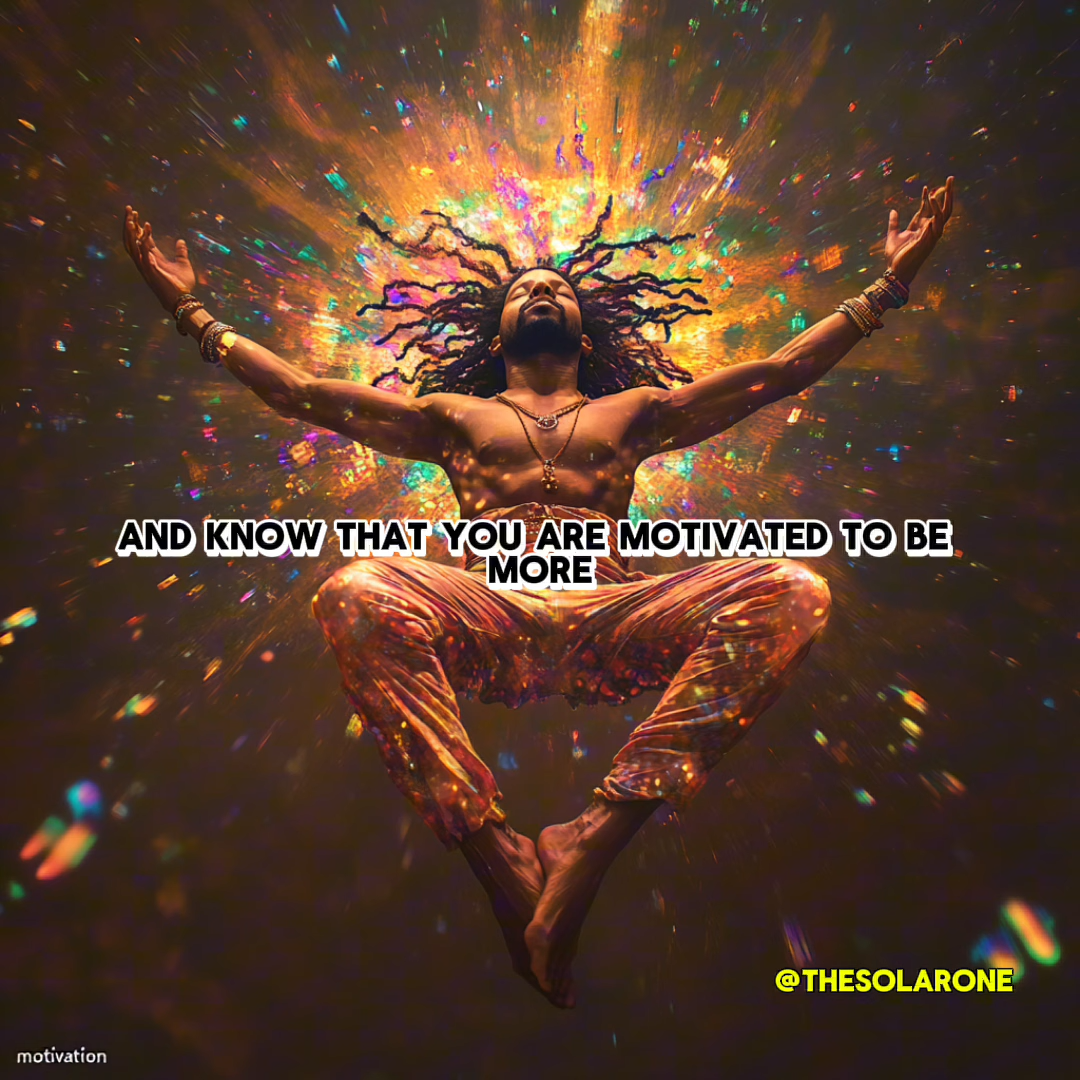 AND KNOW THAT YOU ARE MOTIVATED TO BE
MORE
@THESOLARONE
motivation